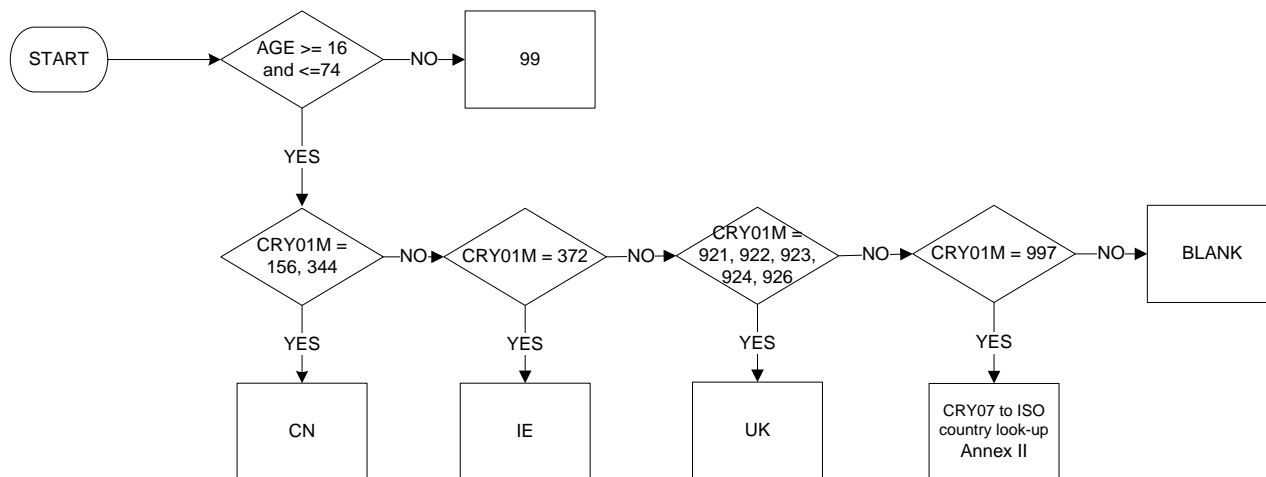 START
AGE >= 16
and <=74
NO
99
YES
CRY01M =
156, 344
NO
CRY01M = 372
NO
CRY01M =
921, 922, 923,
924, 926
NO
CRY01M = 997
NO
BLANK
YES
YES
YES
YES
CN
IE
UK
CRY07 to ISO
country look-up
Annex II